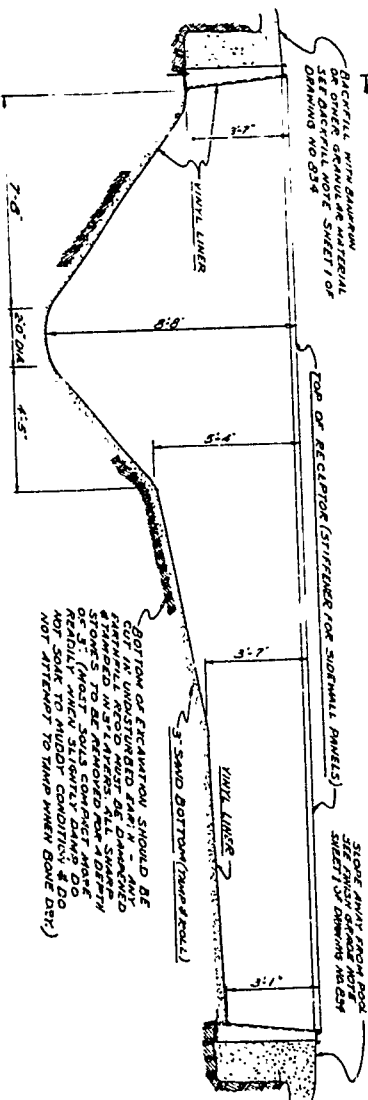 BACKFILL WITH BANKRUN
OR OTHER GRANULAR MATERIAL
SEE BACKFILL NOTE SHEET 1 OF
DRAWING NO 834
TOP OF RECEPTOR (STIFFENER FOR SIDEWALL PANELS)
SLOPE AWAY FROM POOL
SEE FINISH GRADE NOTE
SHEET 1 OF DRAWING NO. 834
3'-7"
VINYL LINER
8'-8"
5'-4"
3'-7"
VINYL LINER
3'-1"
3" SAND BOTTOM (TAMP & ROLL)
7'-8"
2'0" DIA
4'-5"
BOTTOM OF EXCAVATION SHOULD BE
CUT IN UNDISTURBED EARTH - ANY
EARTHFILL REQ'D MUST BE DAMPENED
& TAMPED IN 3" LAYERS. ALL SHARP
STONES TO BE REMOVED FOR A DEPTH
OF 3". (MOST SOILS COMPACT MORE
READILY WHEN SLIGHTLY DAMP. DO
NOT SOAK TO MUDDY CONDITION & DO
NOT ATTEMPT TO TAMP WHEN BONE DRY.)